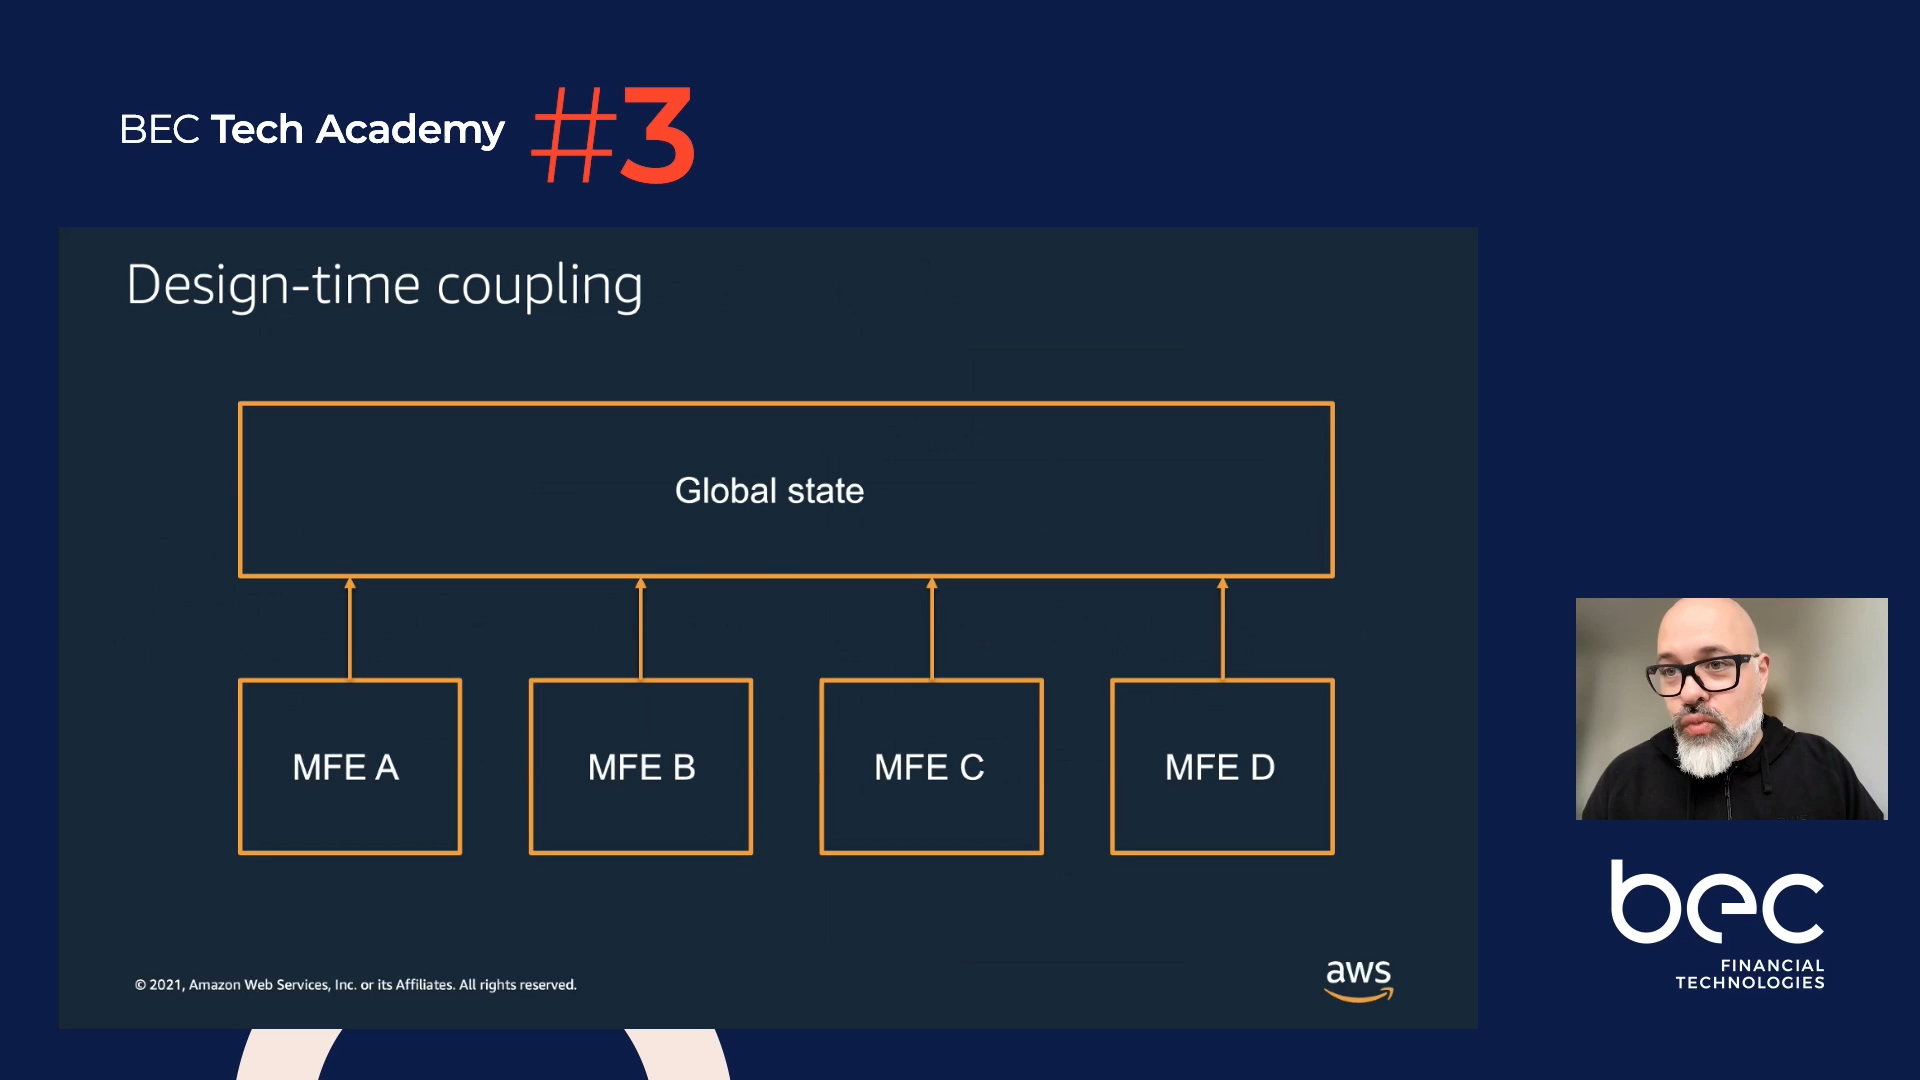 BEC Tech Academy #3
Design-time coupling
Global state
MFE A
MFE B
MFE C
MFE D
© 2021, Amazon Web Services, Inc. or its Affiliates. All rights reserved.
aws
bec
FINANCIAL
TECHNOLOGIES